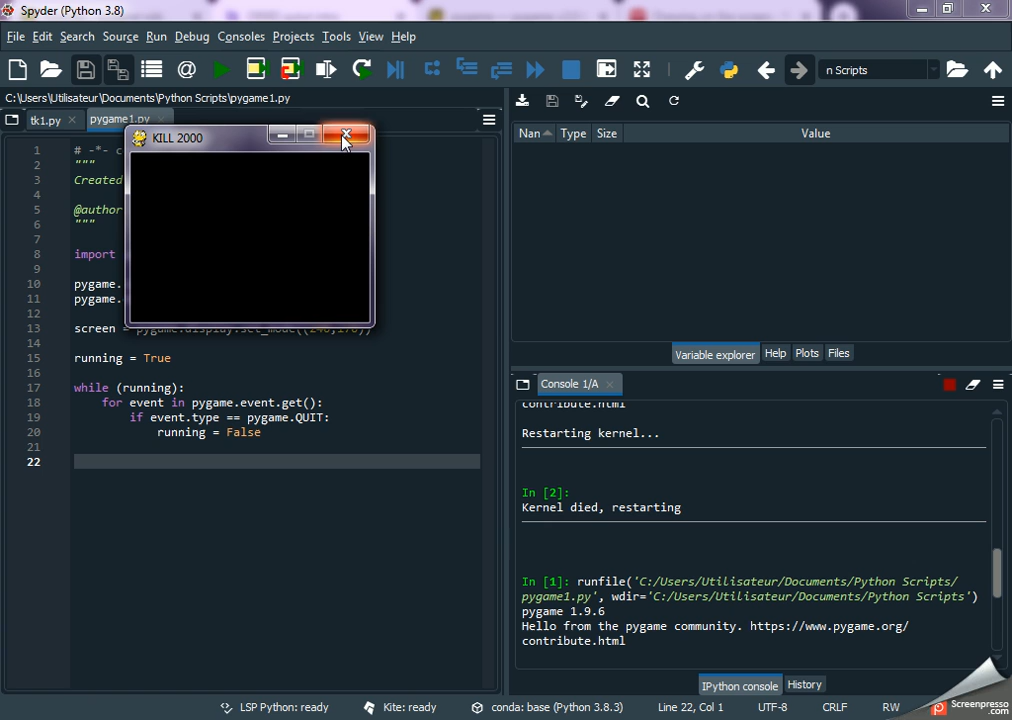 Spyder (Python 3.8)
File Edit Search Source Run Debug Consoles Projects Tools View Help
n Scripts
C:\Users\Utilisateur\Documents\Python Scripts\pygame1.py
tk1.py pygame1.py
KILL 2000
1 # -*- c
2 """
3 Created
4
5 @author
6 """
7
8 import
9
10 pygame.
11 pygame.
12
13 screen = pygame.display.set_mode((240,170))
14
15 running = True
16
17 while (running):
18 for event in pygame.event.get():
19 if event.type == pygame.QUIT:
20 running = False
21
22
Nan Type Size Value
Variable explorer Help Plots Files
Console 1/A
contribute.html
Restarting kernel...
In [2]:
Kernel died, restarting
In [1]: runfile('C:/Users/Utilisateur/Documents/Python Scripts/
pygame1.py', wdir='C:/Users/Utilisateur/Documents/Python Scripts')
pygame 1.9.6
Hello from the pygame community. https://www.pygame.org/
contribute.html
IPython console History
LSP Python: ready Kite: ready conda: base (Python 3.8.3) Line 22, Col 1 UTF-8 CRLF RW
Screenpresso
.com